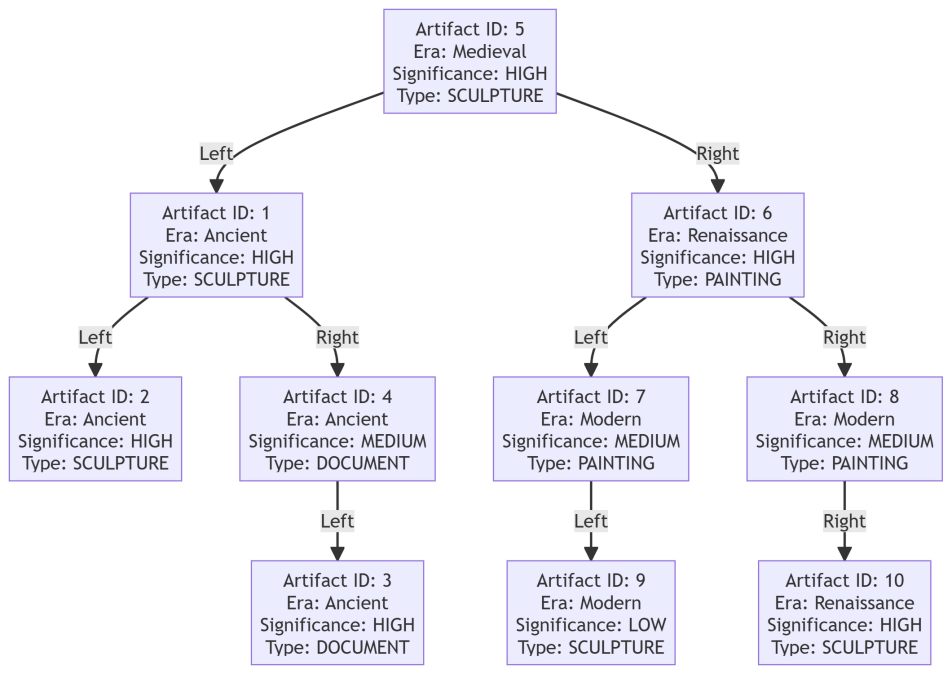 Artifact ID: 5
Era: Medieval
Significance: HIGH
Type: SCULPTURE
Left
Right
Artifact ID: 1
Era: Ancient
Significance: HIGH
Type: SCULPTURE
Artifact ID: 6
Era: Renaissance
Significance: HIGH
Type: PAINTING
Left
Right
Left
Right
Artifact ID: 2
Era: Ancient
Significance: HIGH
Type: SCULPTURE
Artifact ID: 4
Era: Ancient
Significance: MEDIUM
Type: DOCUMENT
Artifact ID: 7
Era: Modern
Significance: MEDIUM
Type: PAINTING
Artifact ID: 8
Era: Modern
Significance: MEDIUM
Type: PAINTING
Left
Left
Right
Artifact ID: 3
Era: Ancient
Significance: HIGH
Type: DOCUMENT
Artifact ID: 9
Era: Modern
Significance: LOW
Type: SCULPTURE
Artifact ID: 10
Era: Renaissance
Significance: HIGH
Type: SCULPTURE